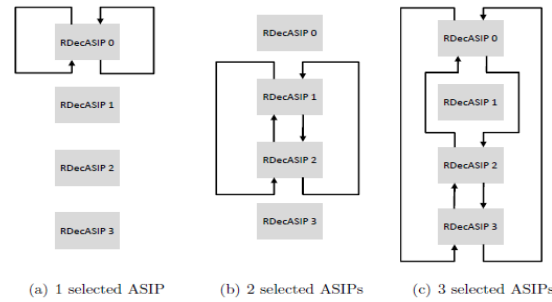 RDecASIP 0
RDecASIP 1
RDecASIP 2
RDecASIP 3
(a) 1 selected ASIP
RDecASIP 0
RDecASIP 1
RDecASIP 2
RDecASIP 3
(b) 2 selected ASIPs
RDecASIP 0
RDecASIP 1
RDecASIP 2
RDecASIP 3
(c) 3 selected ASIPs